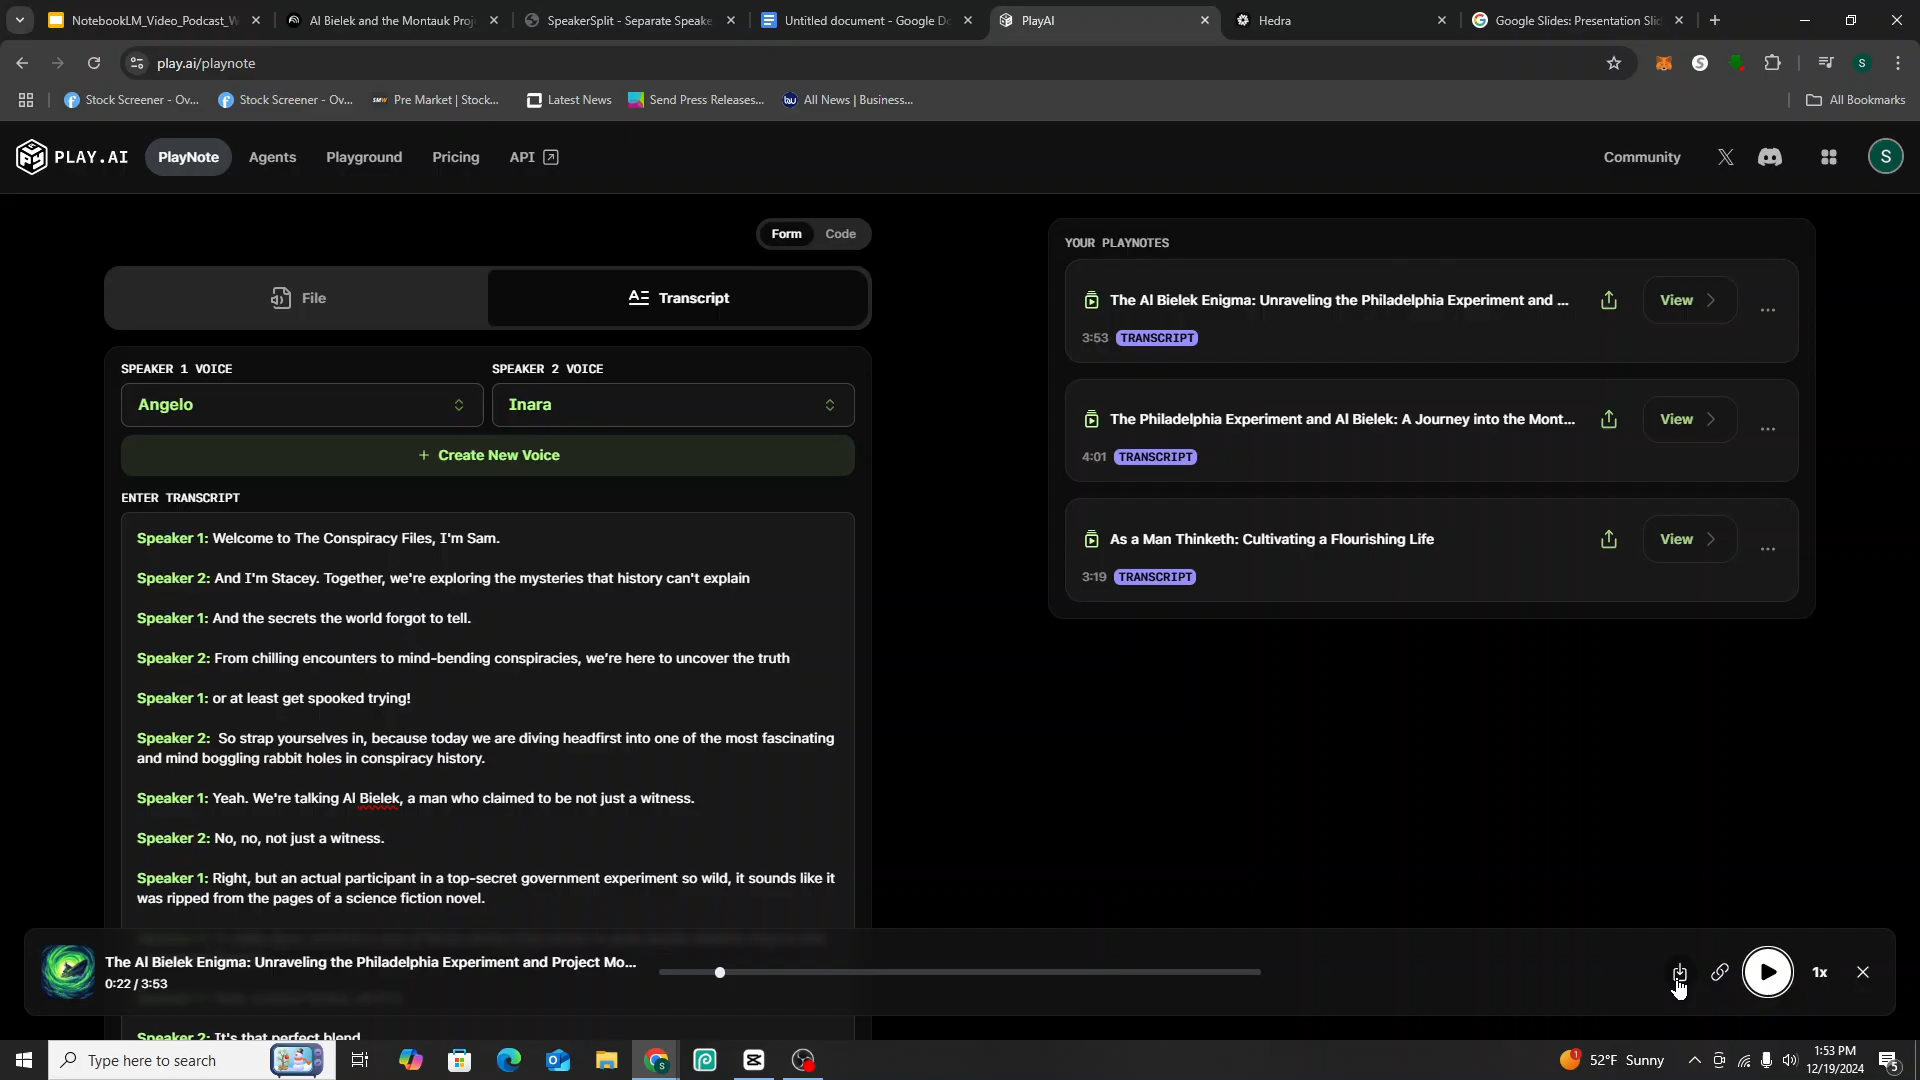 NotebookLM_Video_Podcast_W
Al Bielek and the Montauk Proj
SpeakerSplit - Separate Speake
Untitled document - Google Do
PlayAI
Hedra
Google Slides: Presentation Slid
play.ai/playnote
S
Stock Screener - Ov...
Stock Screener - Ov...
SMW
Pre Market | Stock...
Latest News
Send Press Releases...
All News | Business...
All Bookmarks
PLAY.AI
PlayNote
Agents
Playground
Pricing
API
Community
S
Form
Code
File
Transcript
SPEAKER 1 VOICE
SPEAKER 2 VOICE
Angelo
Inara
+ Create New Voice
ENTER TRANSCRIPT
Speaker 1: Welcome to The Conspiracy Files, I'm Sam.
Speaker 2: And I'm Stacey. Together, we're exploring the mysteries that history can't explain
Speaker 1: And the secrets the world forgot to tell.
Speaker 2: From chilling encounters to mind-bending conspiracies, we're here to uncover the truth
Speaker 1: or at least get spooked trying!
Speaker 2: So strap yourselves in, because today we are diving headfirst into one of the most fascinating
and mind boggling rabbit holes in conspiracy history.
Speaker 1: Yeah. We're talking Al Bielek, a man who claimed to be not just a witness.
Speaker 2: No, no, not just a witness.
Speaker 1: Right, but an actual participant in a top-secret government experiment so wild, it sounds like it
was ripped from the pages of a science fiction novel.
Speaker 2: It's that perfect blend
YOUR PLAYNOTES
The Al Bielek Enigma: Unraveling the Philadelphia Experiment and ...
View
3:53 TRANSCRIPT
The Philadelphia Experiment and Al Bielek: A Journey into the Mont...
View
4:01 TRANSCRIPT
As a Man Thinketh: Cultivating a Flourishing Life
View
3:19 TRANSCRIPT
The Al Bielek Enigma: Unraveling the Philadelphia Experiment and Project Mo...
0:22 / 3:53
1x
Type here to search
52°F Sunny
1:53 PM
12/19/2024
5